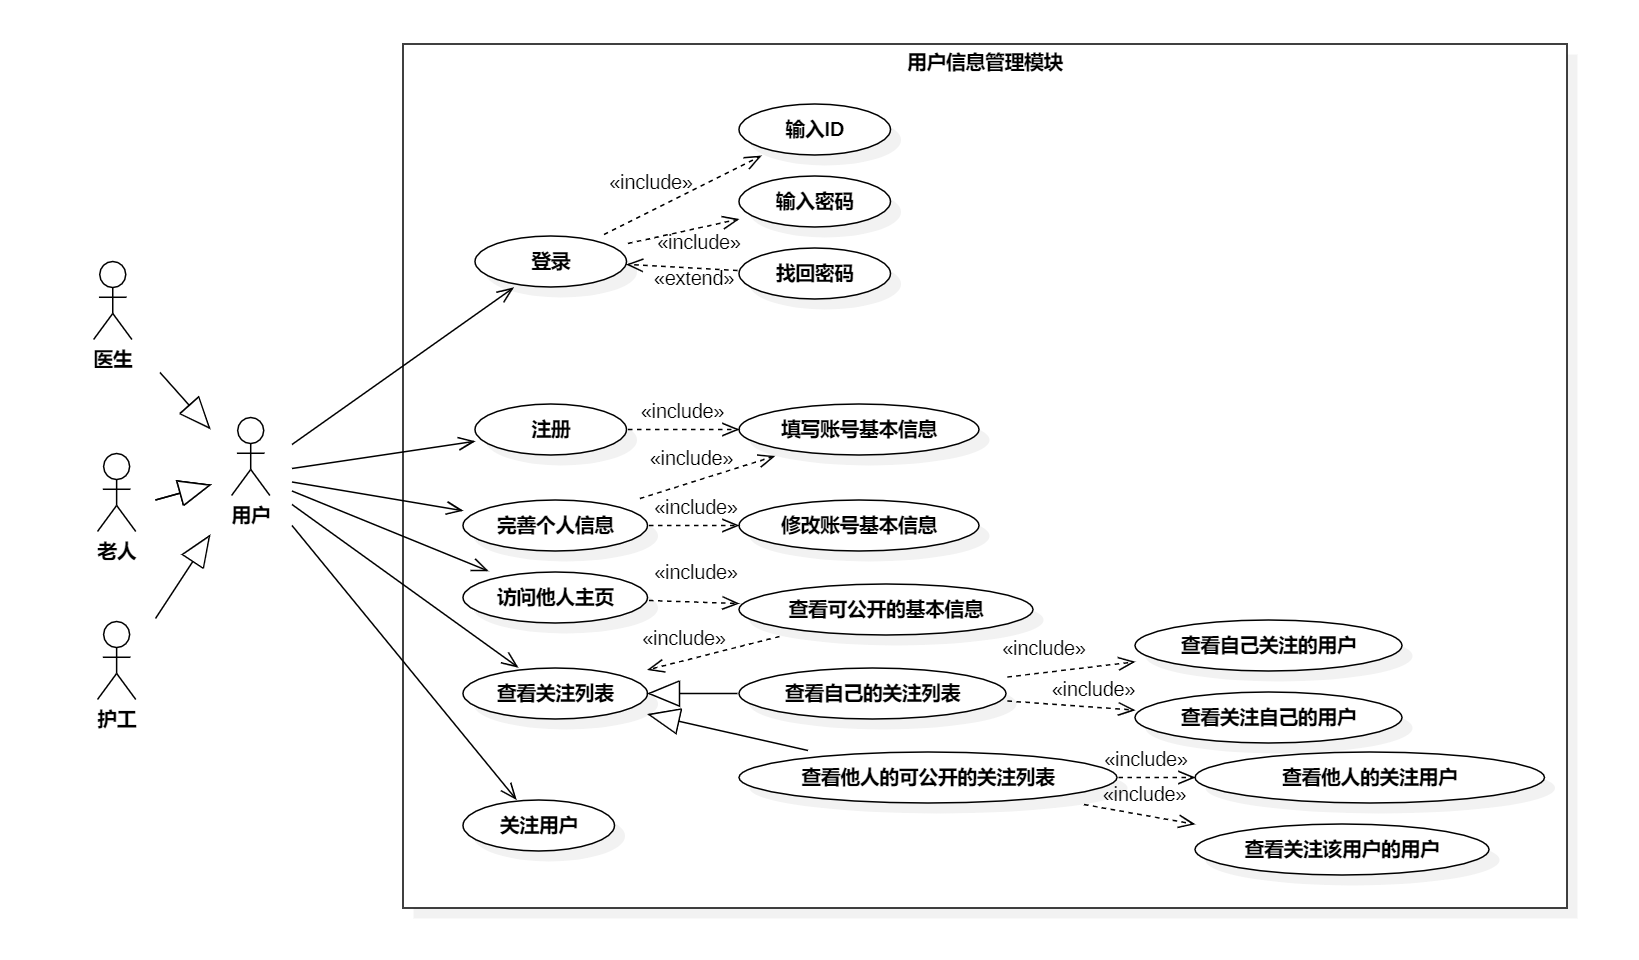 用户信息管理模块
输入ID
«include»
输入密码
«include»
登录
找回密码
«extend»
医生
«include»
注册
填写账号基本信息
«include»
用户
«include»
完善个人信息
修改账号基本信息
老人
«include»
访问他人主页
查看可公开的基本信息
«include»
«include»
查看自己关注的用户
查看关注列表
查看自己的关注列表
«include»
查看关注自己的用户
护工
«include»
查看他人的可公开的关注列表
查看他人的关注用户
«include»
关注用户
查看关注该用户的用户